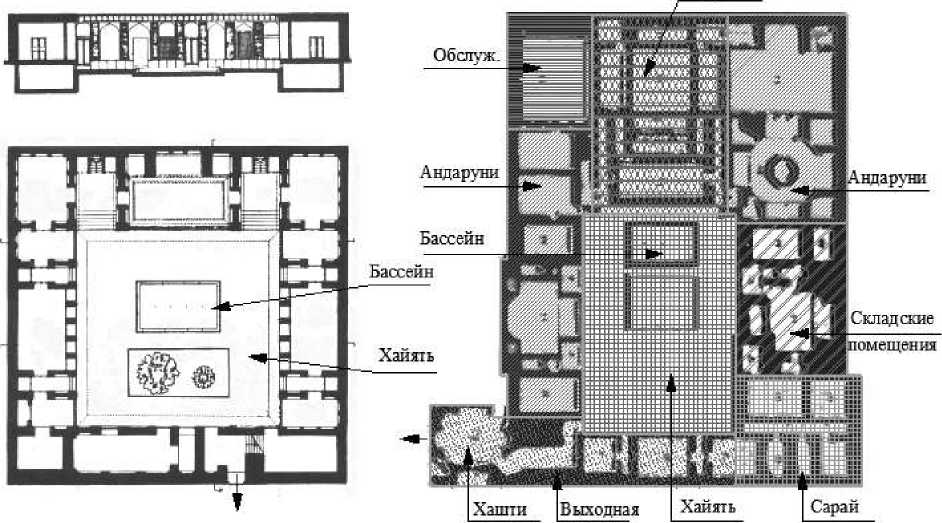 Обслуж.
Андаруни
Андаруни
Бассейн
Бассейн
Складские
помещения
Хайять
Хашти
Выходная
Хайять
Сарай